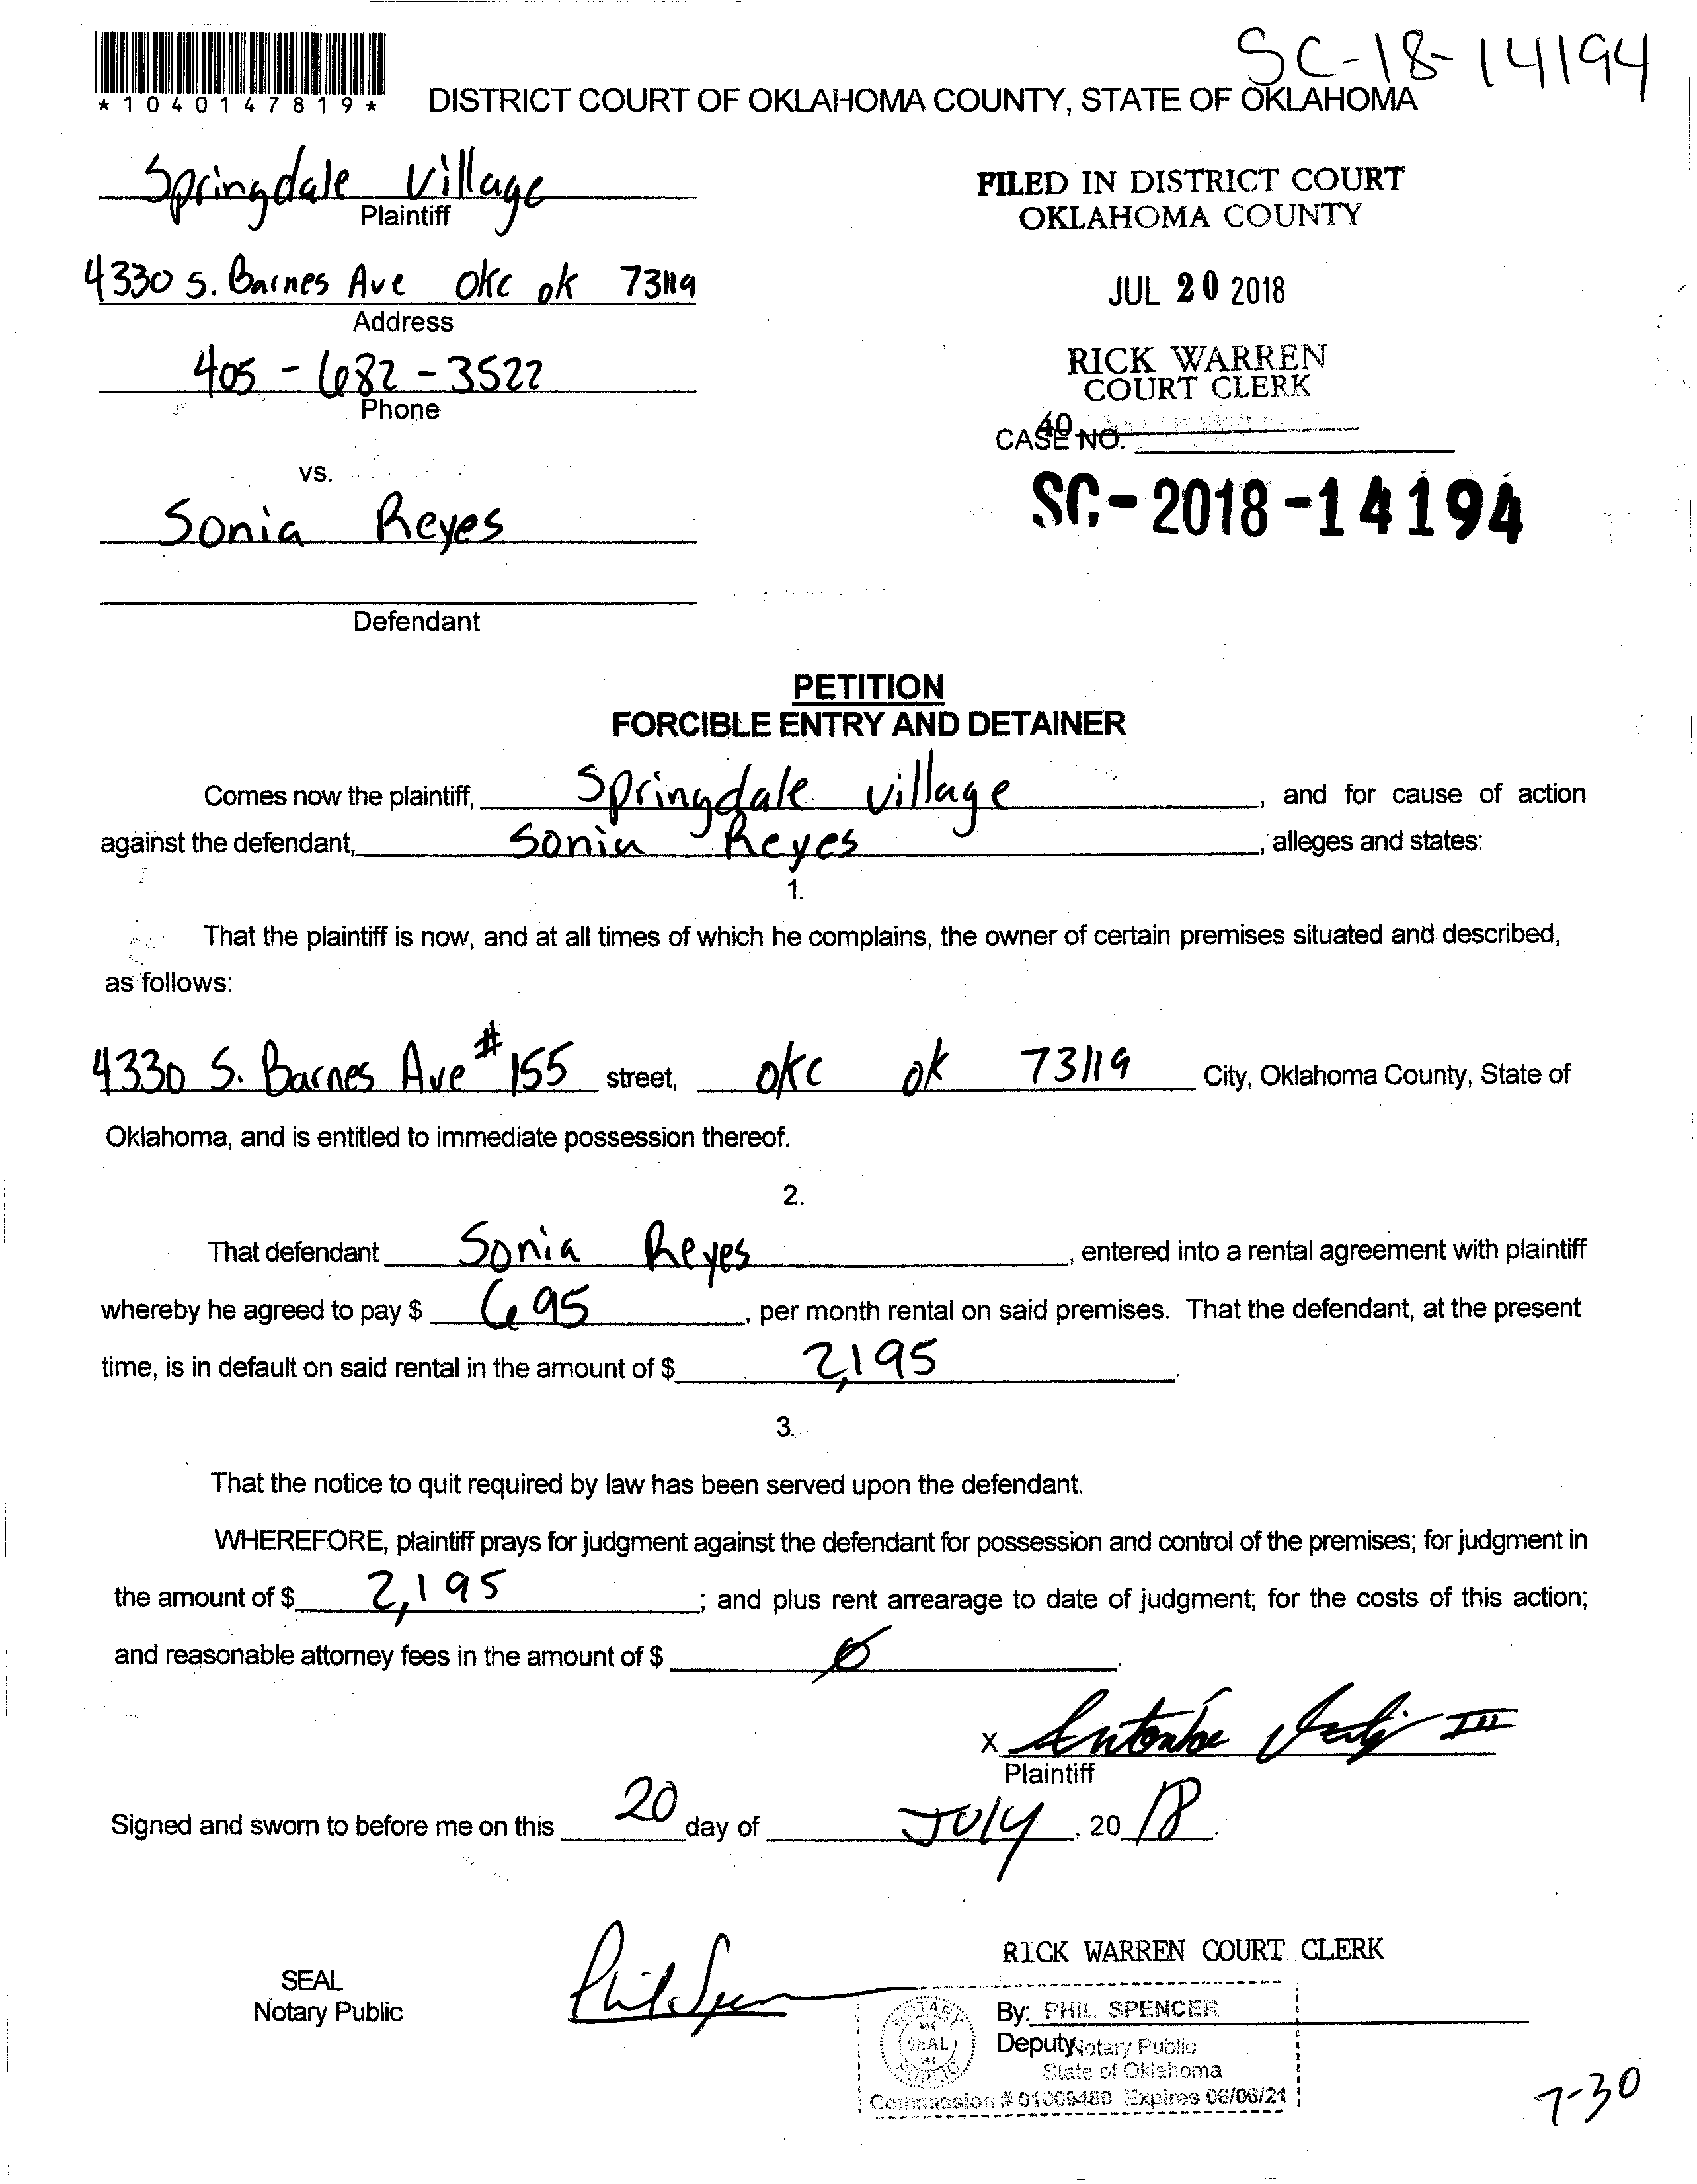 SC-18-14194
*1040147819*
DISTRICT COURT OF OKLAHOMA COUNTY, STATE OF OKLAHOMA
Springdale Village
Plaintiff
FILED IN DISTRICT COURT
OKLAHOMA COUNTY
4330 S. Barnes Ave OKC OK 73119
Address
JUL 20 2018
405-682-3522
Phone
RICK WARREN
COURT CLERK
40
CASE NO.
vs.
SC-2018-14194
Sonia Reyes
Defendant
PETITION
FORCIBLE ENTRY AND DETAINER
Comes now the plaintiff, Springdale Village, and for cause of action
against the defendant, Sonia Reyes, alleges and states:
1.
That the plaintiff is now, and at all times of which he complains, the owner of certain premises situated and described,
as follows:
4330 S. Barnes Ave #155 street, OKC OK 73119 City, Oklahoma County, State of
Oklahoma, and is entitled to immediate possession thereof.
2.
That defendant Sonia Reyes, entered into a rental agreement with plaintiff
whereby he agreed to pay $ 695, per month rental on said premises. That the defendant, at the present
time, is in default on said rental in the amount of $ 2,195.
3.
That the notice to quit required by law has been served upon the defendant.
WHEREFORE, plaintiff prays for judgment against the defendant for possession and control of the premises; for judgment in
the amount of $ 2,195; and plus rent arrearage to date of judgment; for the costs of this action;
and reasonable attorney fees in the amount of $ 0.
X III
Plaintiff
Signed and sworn to before me on this 20 day of July, 20 18.
RICK WARREN COURT CLERK
SEAL
Notary Public
Phil Spencer
NOTARY
SEAL
PUBLIC
By: PHIL SPENCER
Deputy Notary Public
State of Oklahoma
Commission # 01009480 Expires 06/06/21
7-30